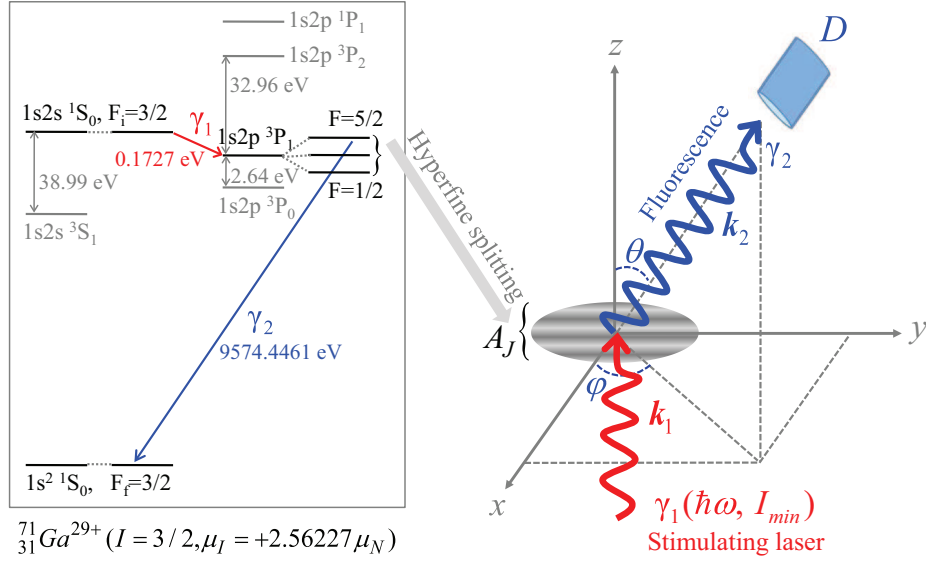 1s2p ¹P₁
1s2p ³P₂
32.96 eV
1s2s ¹S₀, Fᵢ=3/2
γ₁
1s2p ³P₁
F=5/2
0.1727 eV
38.99 eV
2.64 eV
F=1/2
1s2p ³P₀
1s2s ³S₁
γ₂
9574.4461 eV
1s² ¹S₀, F_f=3/2
⁷¹₃₁Ga²⁹⁺ (I = 3/2, μ_I = +2.56227 μ_N)
Hyperfine splitting
A_J {
z
D
γ₂
Fluorescence
k₂
θ
y
φ
k₁
x
γ₁(ħω, I_min)
Stimulating laser